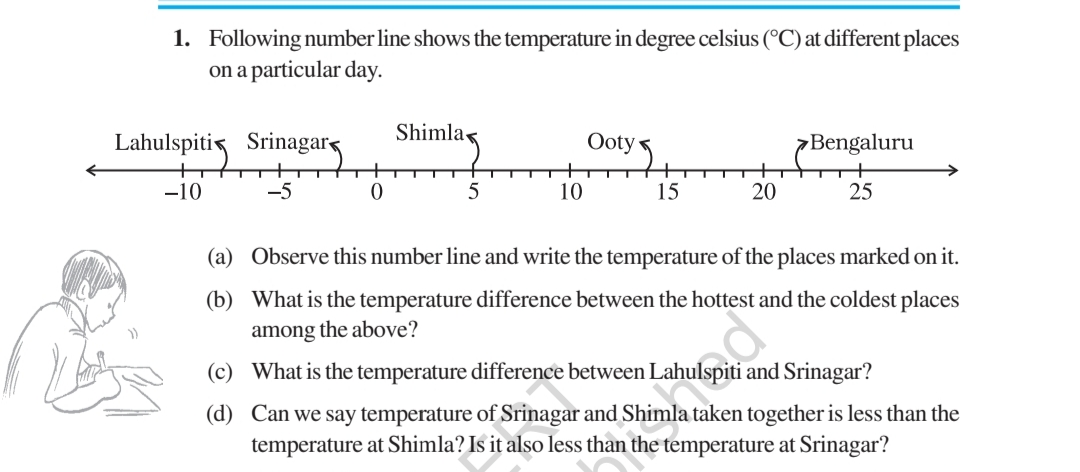 1. Following number line shows the temperature in degree celsius (°C) at different places
on a particular day.
Lahulspiti Srinagar Shimla Ooty Bengaluru
–10 –5 0 5 10 15 20 25
(a) Observe this number line and write the temperature of the places marked on it.
(b) What is the temperature difference between the hottest and the coldest places
among the above?
(c) What is the temperature difference between Lahulspiti and Srinagar?
(d) Can we say temperature of Srinagar and Shimla taken together is less than the
temperature at Shimla? Is it also less than the temperature at Srinagar?